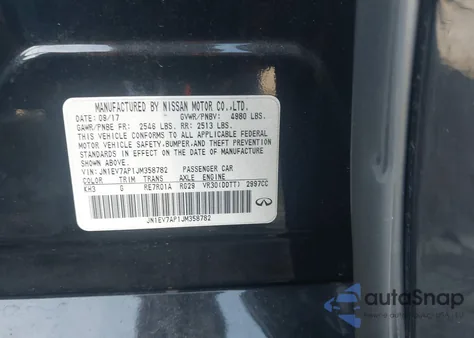 MANUFACTURED BY NISSAN MOTOR CO.,LTD.
DATE: 08/17 GVWR/PNBV: 4980 LBS.
GAWR/PNBE FR: 2546 LBS. RR: 2513 LBS.
THIS VEHICLE CONFORMS TO ALL APPLICABLE FEDERAL
MOTOR VEHICLE SAFETY,BUMPER,AND THEFT PREVENTION
STANDARDS IN EFFECT ON THE DATE OF MANUFACTURE
SHOWN ABOVE.
VIN: JN1EV7AP1JM358782 PASSENGER CAR
COLOR TRIM TRANS AXLE ENGINE
KH3 G RE7R01A RG29 VR30(DDTT) 2997CC
JN1EV7AP1JM358782
INFINITI
autoSnap